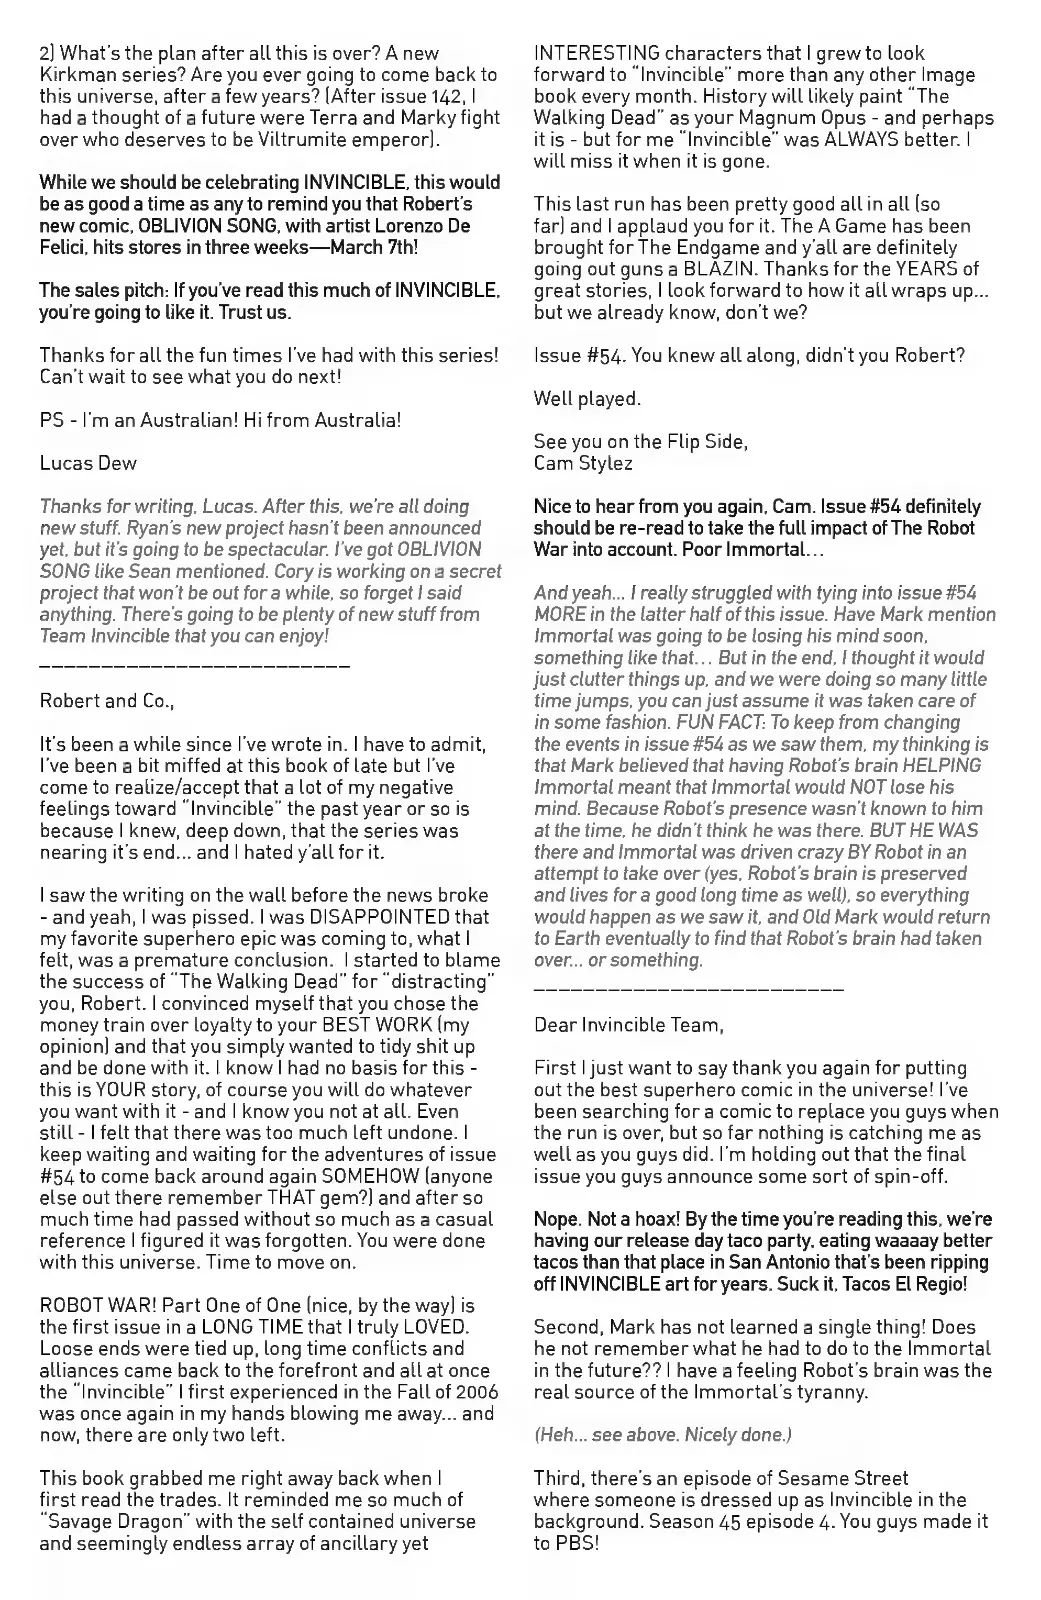 2) What's the plan after all this is over? A new
Kirkman series? Are you ever going to come back to
this universe, after a few years? (After issue 142, I
had a thought of a future were Terra and Marky fight
over who deserves to be Viltrumite emperor).
While we should be celebrating INVINCIBLE, this would
be as good a time as any to remind you that Robert's
new comic, OBLIVION SONG, with artist Lorenzo De
Felici, hits stores in three weeks—March 7th!
The sales pitch: If you've read this much of INVINCIBLE,
you're going to like it. Trust us.
Thanks for all the fun times I've had with this series!
Can't wait to see what you do next!
PS - I'm an Australian! Hi from Australia!
Lucas Dew
Thanks for writing, Lucas. After this, we're all doing
new stuff. Ryan's new project hasn't been announced
yet, but it's going to be spectacular. I've got OBLIVION
SONG like Sean mentioned. Cory is working on a secret
project that won't be out for a while, so forget I said
anything. There's going to be plenty of new stuff from
Team Invincible that you can enjoy!
_________________________
Robert and Co.,
It's been a while since I've wrote in. I have to admit,
I've been a bit miffed at this book of late but I've
come to realize/accept that a lot of my negative
feelings toward "Invincible" the past year or so is
because I knew, deep down, that the series was
nearing it's end... and I hated y'all for it.
I saw the writing on the wall before the news broke
- and yeah, I was pissed. I was DISAPPOINTED that
my favorite superhero epic was coming to, what I
felt, was a premature conclusion.  I started to blame
the success of "The Walking Dead" for "distracting"
you, Robert. I convinced myself that you chose the
money train over loyalty to your BEST WORK (my
opinion) and that you simply wanted to tidy shit up
and be done with it. I know I had no basis for this -
this is YOUR story, of course you will do whatever
you want with it - and I know you not at all. Even
still - I felt that there was too much left undone. I
keep waiting and waiting for the adventures of issue
#54 to come back around again SOMEHOW (anyone
else out there remember THAT gem?) and after so
much time had passed without so much as a casual
reference I figured it was forgotten. You were done
with this universe. Time to move on.
ROBOT WAR! Part One of One (nice, by the way) is
the first issue in a LONG TIME that I truly LOVED.
Loose ends were tied up, long time conflicts and
alliances came back to the forefront and all at once
the "Invincible" I first experienced in the Fall of 2006
was once again in my hands blowing me away... and
now, there are only two left.
This book grabbed me right away back when I
first read the trades. It reminded me so much of
"Savage Dragon" with the self contained universe
and seemingly endless array of ancillary yet
INTERESTING characters that I grew to look
forward to "Invincible" more than any other Image
book every month. History will likely paint "The
Walking Dead" as your Magnum Opus - and perhaps
it is - but for me "Invincible" was ALWAYS better. I
will miss it when it is gone.
This last run has been pretty good all in all (so
far) and I applaud you for it. The A Game has been
brought for The Endgame and y'all are definitely
going out guns a BLAZIN. Thanks for the YEARS of
great stories, I look forward to how it all wraps up...
but we already know, don't we?
Issue #54. You knew all along, didn't you Robert?
Well played.
See you on the Flip Side,
Cam Stylez
Nice to hear from you again, Cam. Issue #54 definitely
should be re-read to take the full impact of The Robot
War into account. Poor Immortal...
And yeah... I really struggled with tying into issue #54
MORE in the latter half of this issue. Have Mark mention
Immortal was going to be losing his mind soon,
something like that... But in the end, I thought it would
just clutter things up, and we were doing so many little
time jumps, you can just assume it was taken care of
in some fashion. FUN FACT: To keep from changing
the events in issue #54 as we saw them, my thinking is
that Mark believed that having Robot's brain HELPING
Immortal meant that Immortal would NOT lose his
mind. Because Robot's presence wasn't known to him
at the time, he didn't think he was there. BUT HE WAS
there and Immortal was driven crazy BY Robot in an
attempt to take over (yes, Robot's brain is preserved
and lives for a good long time as well), so everything
would happen as we saw it, and Old Mark would return
to Earth eventually to find that Robot's brain had taken
over... or something.
_________________________
Dear Invincible Team,
First I just want to say thank you again for putting
out the best superhero comic in the universe! I've
been searching for a comic to replace you guys when
the run is over, but so far nothing is catching me as
well as you guys did. I'm holding out that the final
issue you guys announce some sort of spin-off.
Nope. Not a hoax! By the time you're reading this, we're
having our release day taco party, eating waaaay better
tacos than that place in San Antonio that's been ripping
off INVINCIBLE art for years. Suck it, Tacos El Regio!
Second, Mark has not learned a single thing! Does
he not remember what he had to do to the Immortal
in the future?? I have a feeling Robot's brain was the
real source of the Immortal's tyranny.
(Heh... see above. Nicely done.)
Third, there's an episode of Sesame Street
where someone is dressed up as Invincible in the
background. Season 45 episode 4. You guys made it
to PBS!